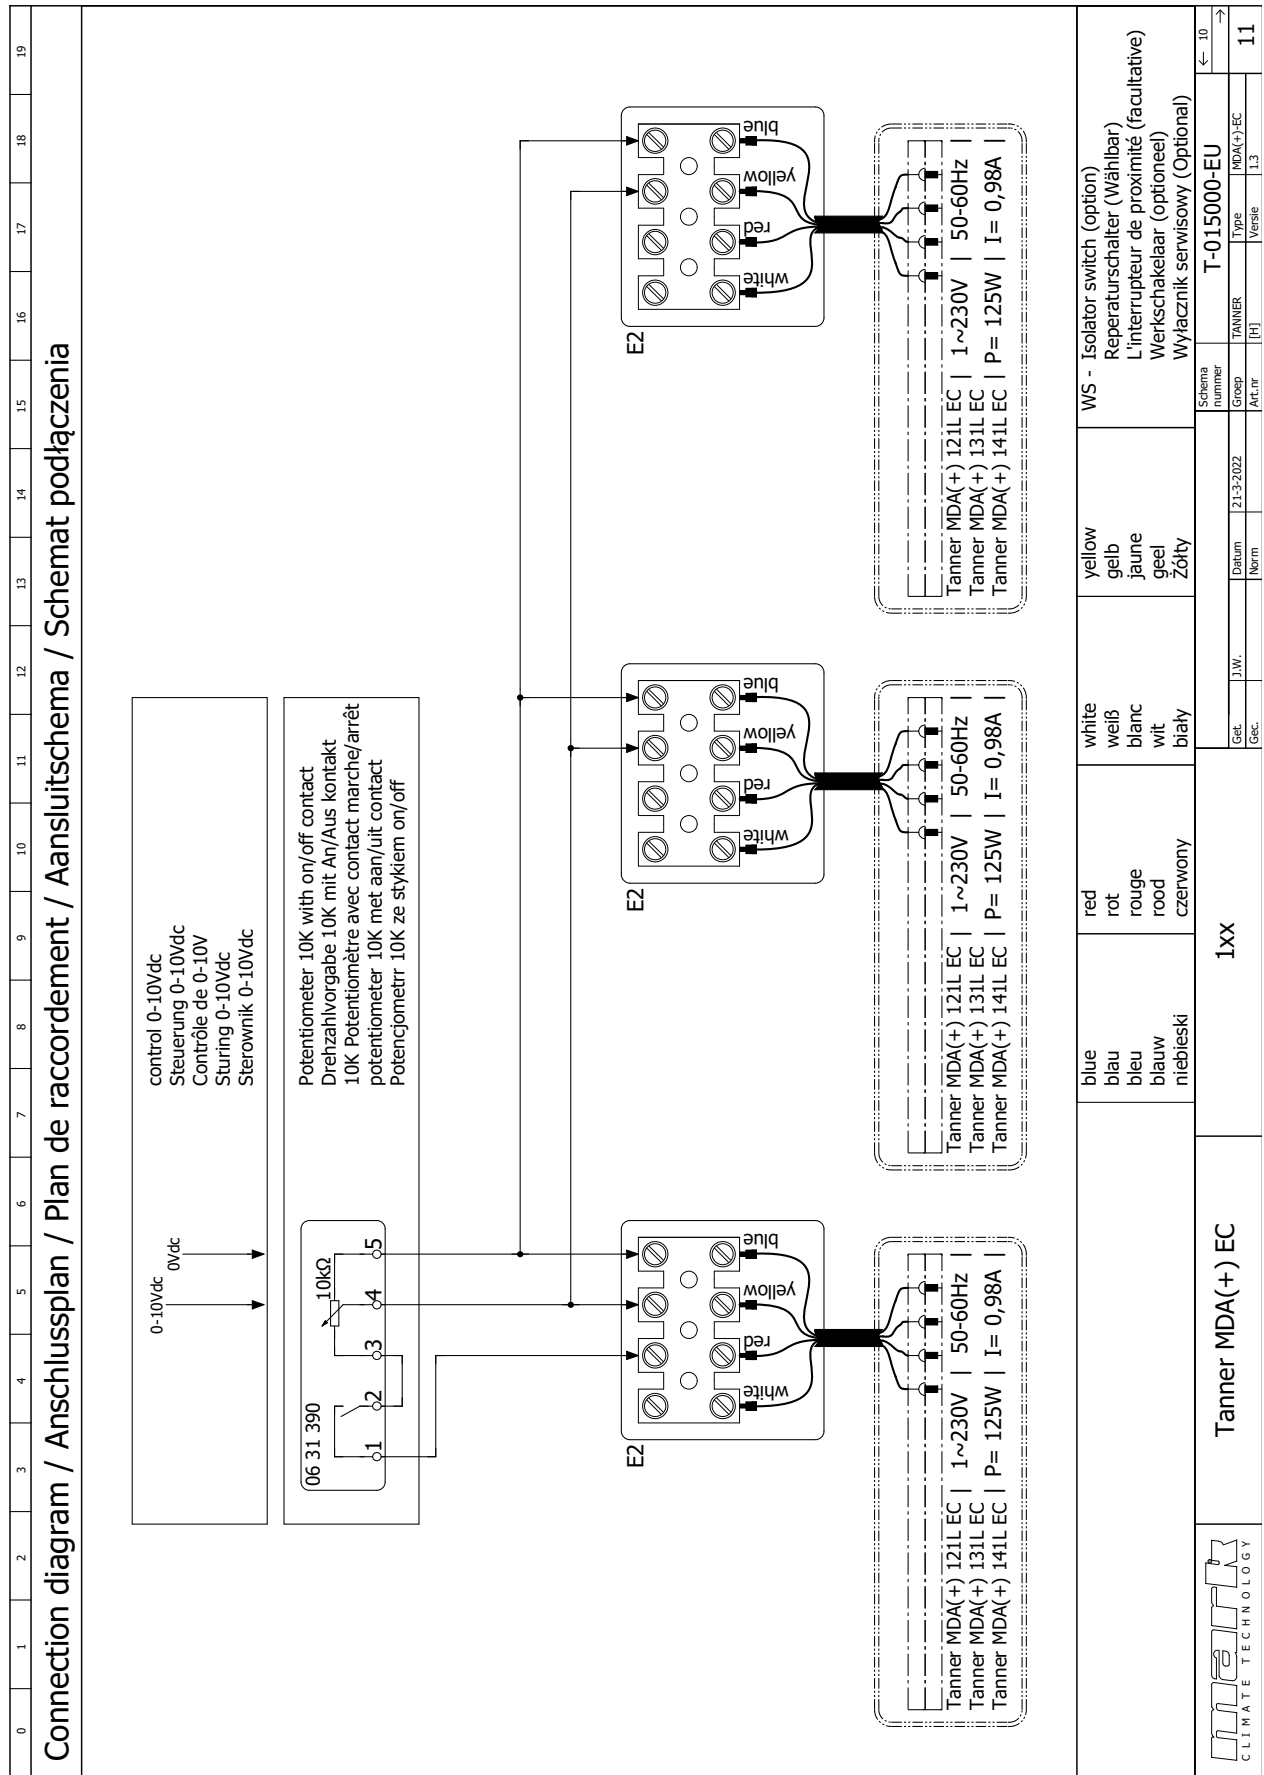 0 1 2 3 4 5 6 7 8 9 10 11 12 13 14 15 16 17 18 19
Connection diagram / Anschlussplan / Plan de raccordement / Aansluitschema / Schemat podłączenia
0-10Vdc
0Vdc
control 0-10Vdc
Steuerung 0-10Vdc
Contrôle de 0-10V
Sturing 0-10Vdc
Sterownik 0-10Vdc
06 31 390
10kΩ
1 2 3 4 5
Potentiometer 10K with on/off contact
Drehzahlvorgabe 10K mit An/Aus kontakt
10K Potentiomètre avec contact marche/arrêt
potentiometer 10K met aan/uit contact
Potencjometrr 10K ze stykiem on/off
E2
white
red
yellow
blue
Tanner MDA(+) 121L EC | 1~230V | 50-60Hz |
Tanner MDA(+) 131L EC |
Tanner MDA(+) 141L EC | P= 125W | I= 0,98A |
E2
white
red
yellow
blue
Tanner MDA(+) 121L EC | 1~230V | 50-60Hz |
Tanner MDA(+) 131L EC |
Tanner MDA(+) 141L EC | P= 125W | I= 0,98A |
E2
white
red
yellow
blue
Tanner MDA(+) 121L EC | 1~230V | 50-60Hz |
Tanner MDA(+) 131L EC |
Tanner MDA(+) 141L EC | P= 125W | I= 0,98A |
blue
blau
bleu
blauw
niebieski
red
rot
rouge
rood
czerwony
white
weiß
blanc
wit
biały
yellow
gelb
jaune
geel
Żółty
WS - Isolator switch (option)
Reperaturschalter (Wählbar)
L'interrupteur de proximité (facultative)
Werkschakelaar (optioneel)
Wyłacznik serwisowy (Optional)
mark
CLIMATE TECHNOLOGY
Tanner MDA(+) EC
1xx
Get. J.W. Datum 21-3-2022
Gec. Norm
Schema
nummer
T-015000-EU
Groep TANNER Type MDA(+)-EC
Art.nr [H] Versie 1.3
← 10
→
11